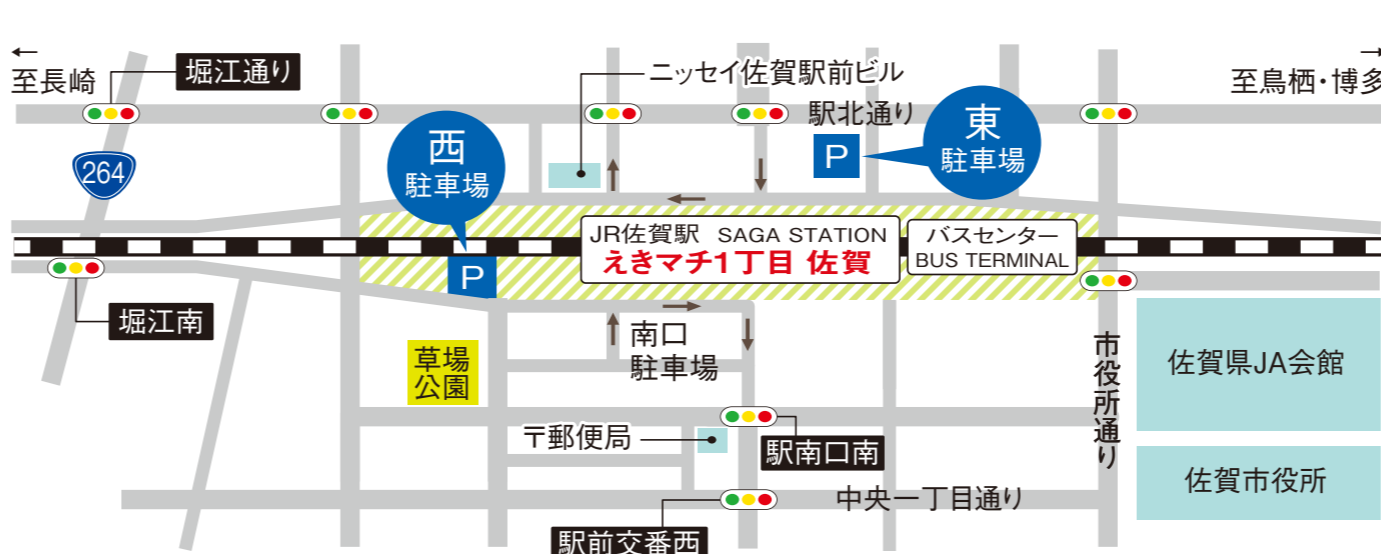 ←
→
至長崎
堀江通り
ニッセイ佐賀駅前ビル
至鳥栖・博多
駅北通り
東
駐車場
P
西
駐車場
264
JR佐賀駅 SAGA STATION
えきマチ1丁目 佐賀
バスセンター
BUS TERMINAL
P
堀江南
南口
駐車場
草場
公園
市役所通り
佐賀県JA会館
〒郵便局
駅南口南
佐賀市役所
中央一丁目通り
駅前交番西